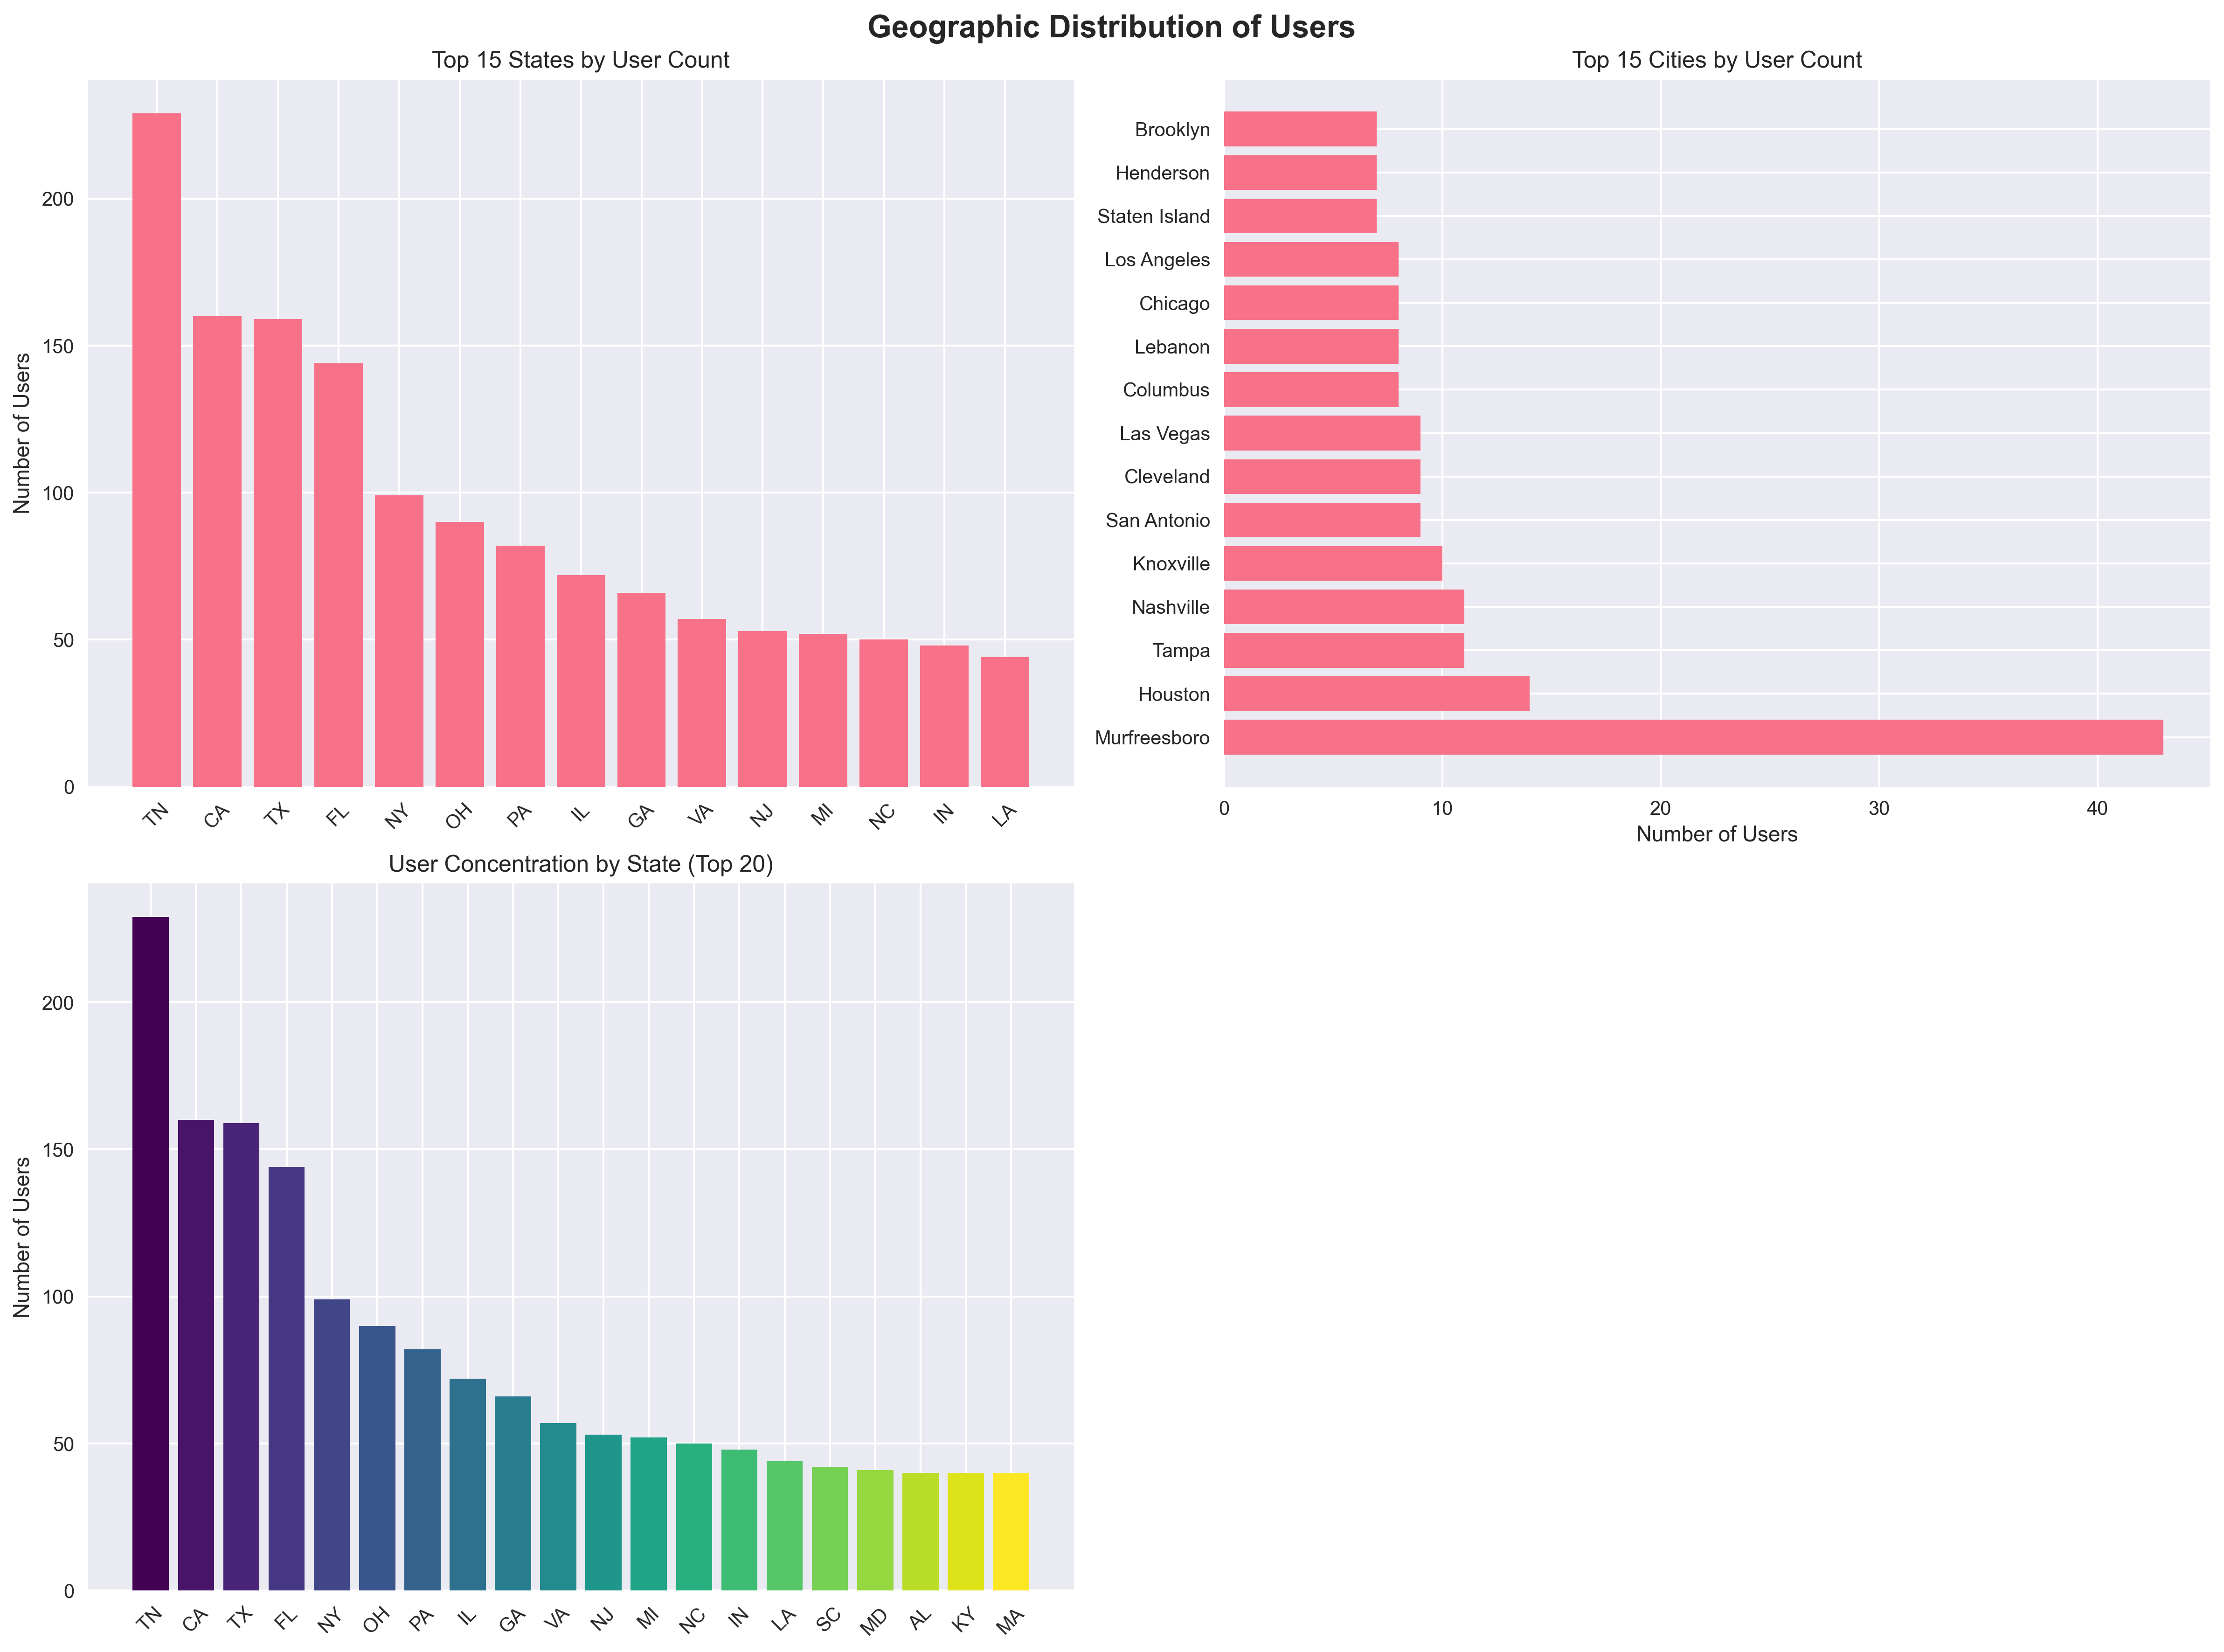 Geographic Distribution of Users
Top 15 States by User Count
Number of Users
200
150
100
50
0
TN CA TX FL NY OH PA IL GA VA NJ MI NC IN LA
Top 15 Cities by User Count
Brooklyn
Henderson
Staten Island
Los Angeles
Chicago
Lebanon
Columbus
Las Vegas
Cleveland
San Antonio
Knoxville
Nashville
Tampa
Houston
Murfreesboro
0 10 20 30 40
Number of Users
User Concentration by State (Top 20)
Number of Users
200
150
100
50
0
TN CA TX FL NY OH PA IL GA VA NJ MI NC IN LA SC MD AL KY MA